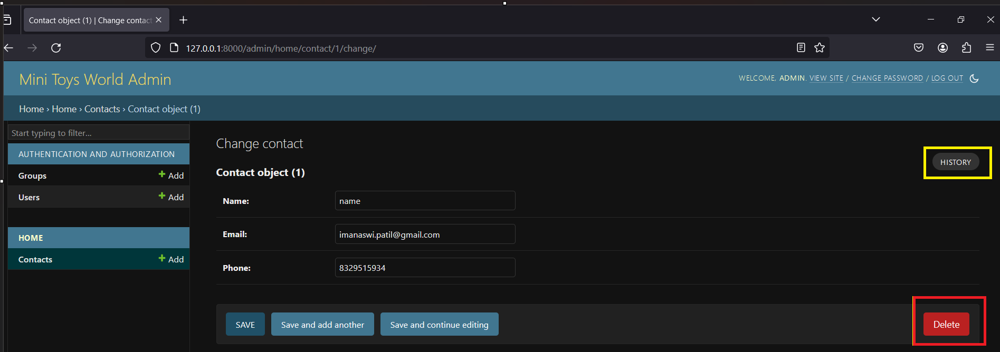 Contact object (1) | Change contact
127.0.0.1:8000/admin/home/contact/1/change/
Mini Toys World Admin
WELCOME, ADMIN. VIEW SITE / CHANGE PASSWORD / LOG OUT
Home › Home › Contacts › Contact object (1)
Start typing to filter...
AUTHENTICATION AND AUTHORIZATION
Groups + Add
Users + Add
HOME
Contacts + Add
Change contact
HISTORY
Contact object (1)
Name: name
Email: imanaswi.patil@gmail.com
Phone: 8329515934
SAVE Save and add another Save and continue editing Delete